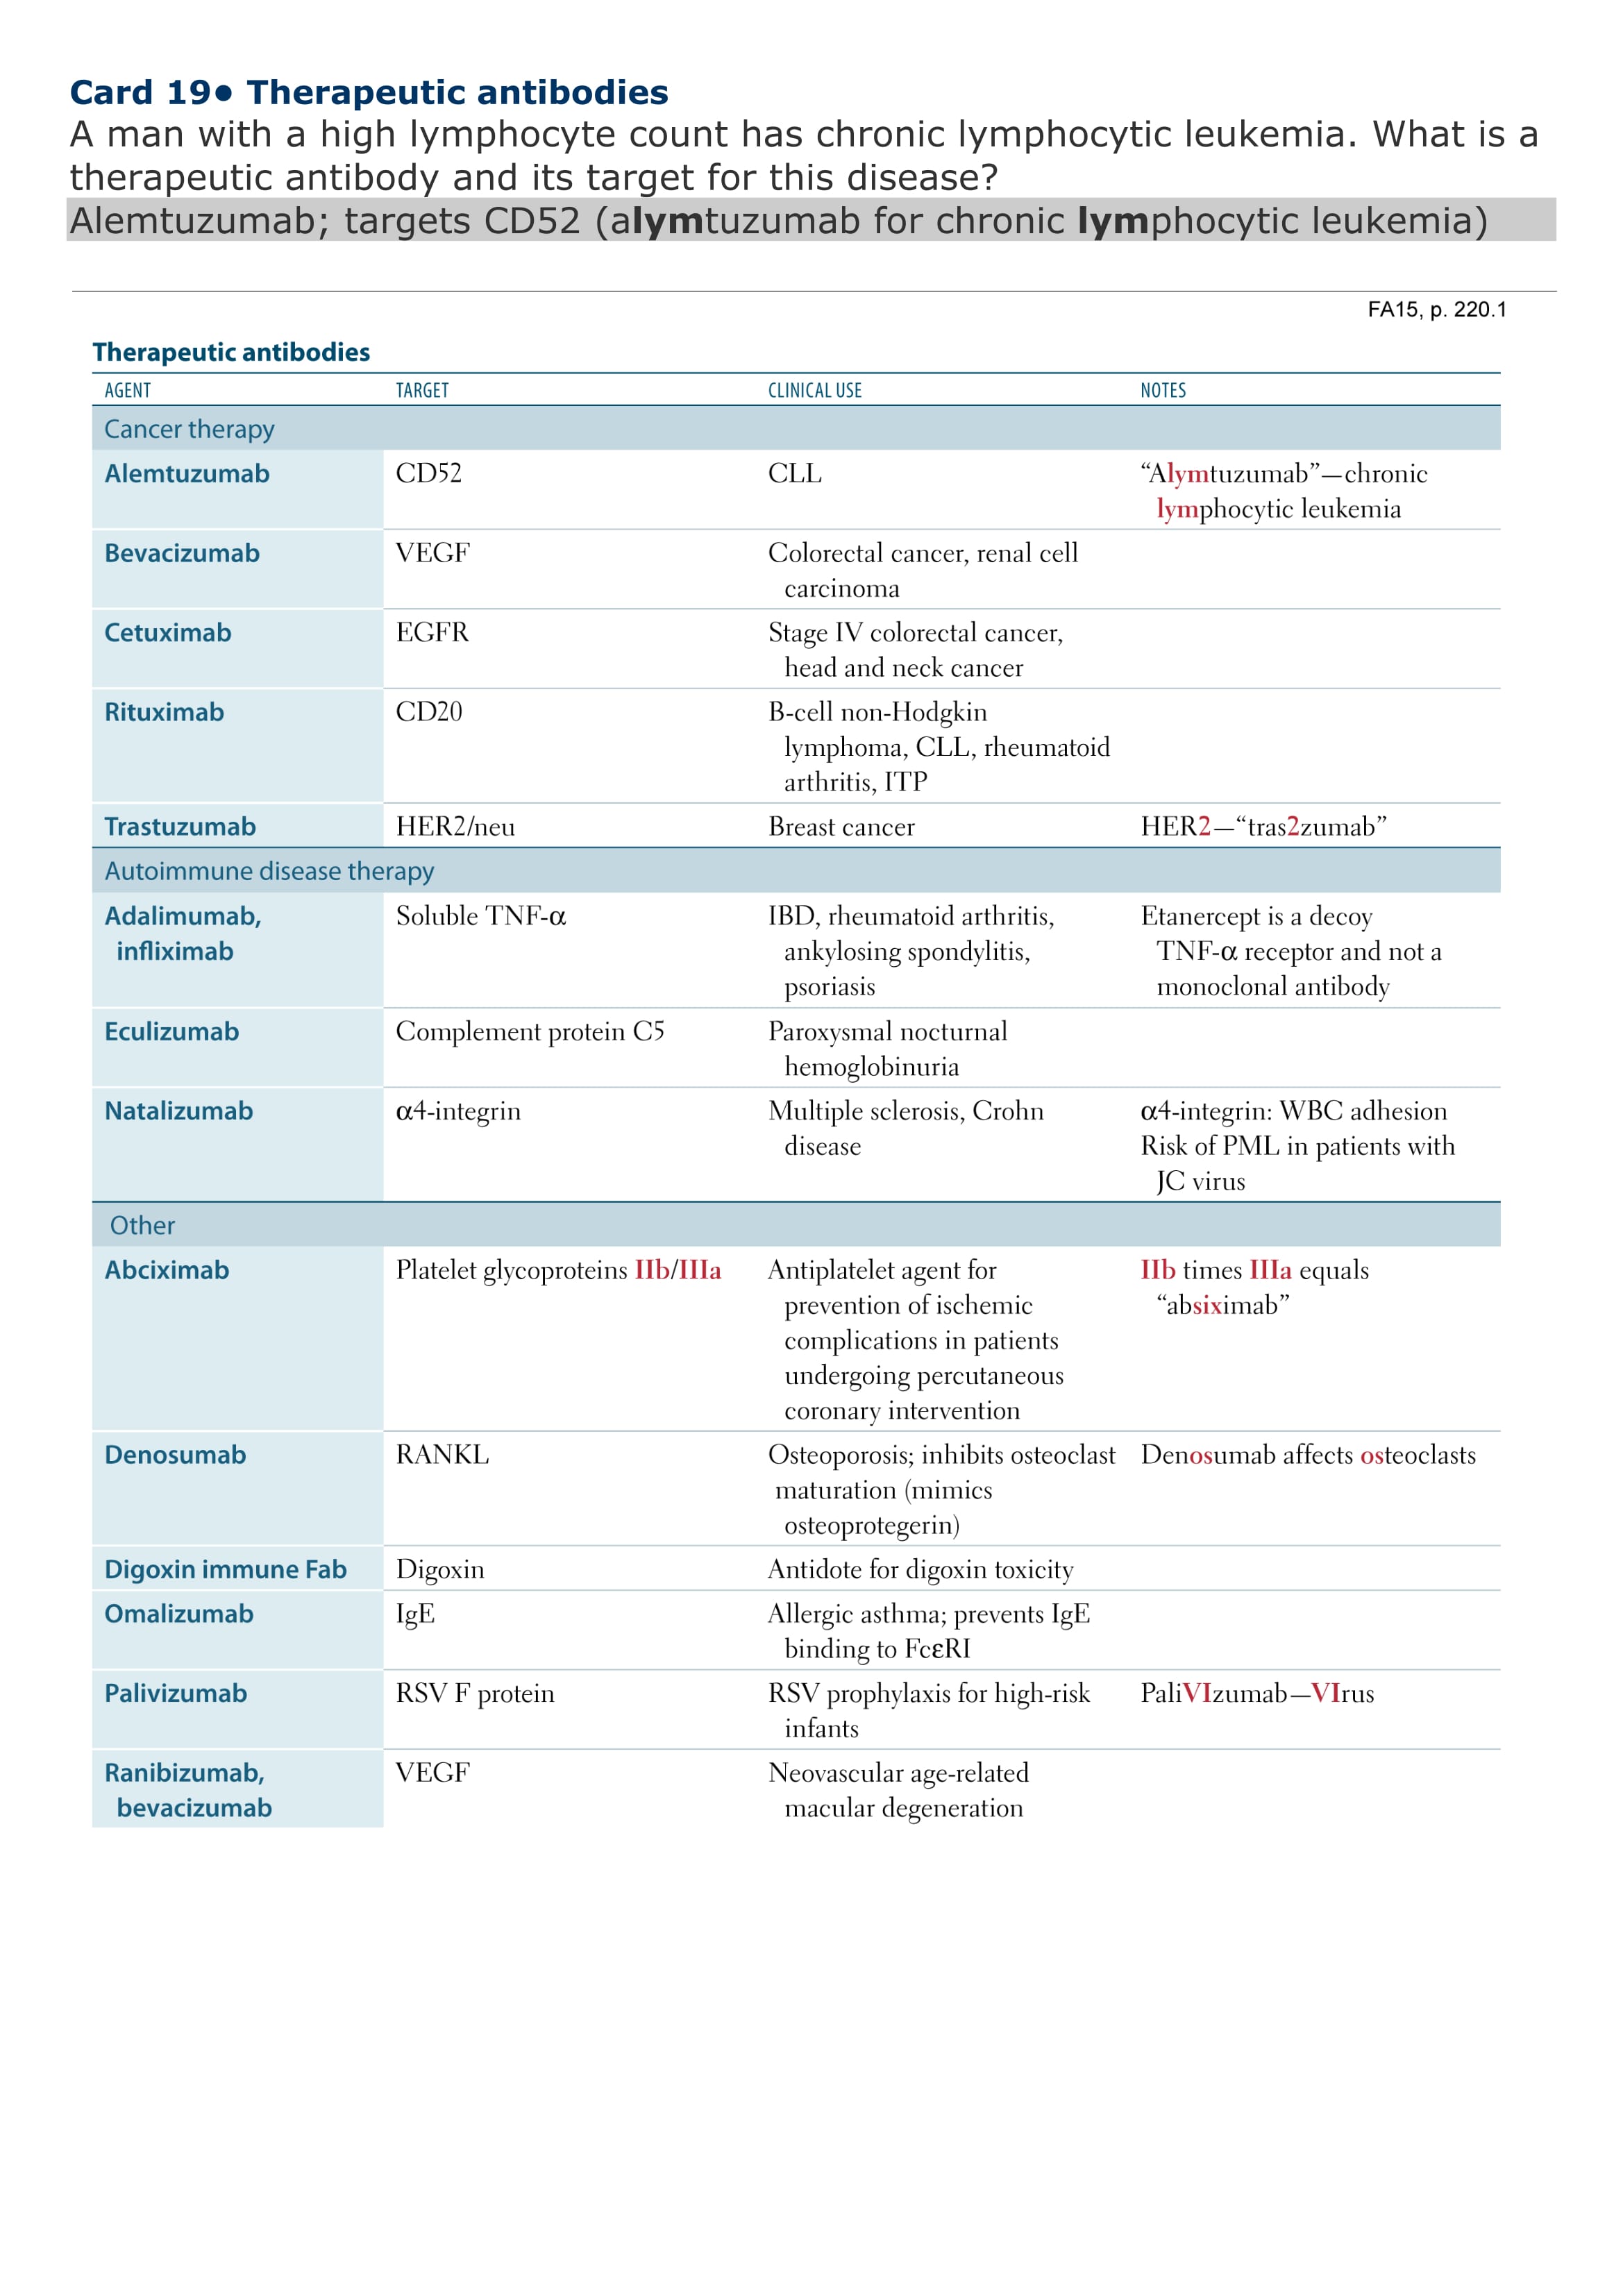 Card 19● Therapeutic antibodies
A man with a high lymphocyte count has chronic lymphocytic leukemia. What is a
therapeutic antibody and its target for this disease?
Alemtuzumab; targets CD52 (alymtuzumab for chronic lymphocytic leukemia)
FA15, p. 220.1
Therapeutic antibodies
AGENT TARGET CLINICAL USE NOTES
Cancer therapy
Alemtuzumab CD52 CLL “Alymtuzumab”—chronic
lymphocytic leukemia
Bevacizumab VEGF Colorectal cancer, renal cell
carcinoma
Cetuximab EGFR Stage IV colorectal cancer,
head and neck cancer
Rituximab CD20 B-cell non-Hodgkin
lymphoma, CLL, rheumatoid
arthritis, ITP
Trastuzumab HER2/neu Breast cancer HER2—“tras2zumab”
Autoimmune disease therapy
Adalimumab, Soluble TNF-α IBD, rheumatoid arthritis, Etanercept is a decoy
infliximab ankylosing spondylitis, TNF-α receptor and not a
psoriasis monoclonal antibody
Eculizumab Complement protein C5 Paroxysmal nocturnal
hemoglobinuria
Natalizumab α4-integrin Multiple sclerosis, Crohn α4-integrin: WBC adhesion
disease Risk of PML in patients with
JC virus
Other
Abciximab Platelet glycoproteins IIb/IIIa Antiplatelet agent for IIb times IIIa equals
prevention of ischemic “absiximab”
complications in patients
undergoing percutaneous
coronary intervention
Denosumab RANKL Osteoporosis; inhibits osteoclast Denosumab affects osteoclasts
maturation (mimics
osteoprotegerin)
Digoxin immune Fab Digoxin Antidote for digoxin toxicity
Omalizumab IgE Allergic asthma; prevents IgE
binding to FcεRI
Palivizumab RSV F protein RSV prophylaxis for high-risk PaliVIzumab—VIrus
infants
Ranibizumab, VEGF Neovascular age-related
bevacizumab macular degeneration